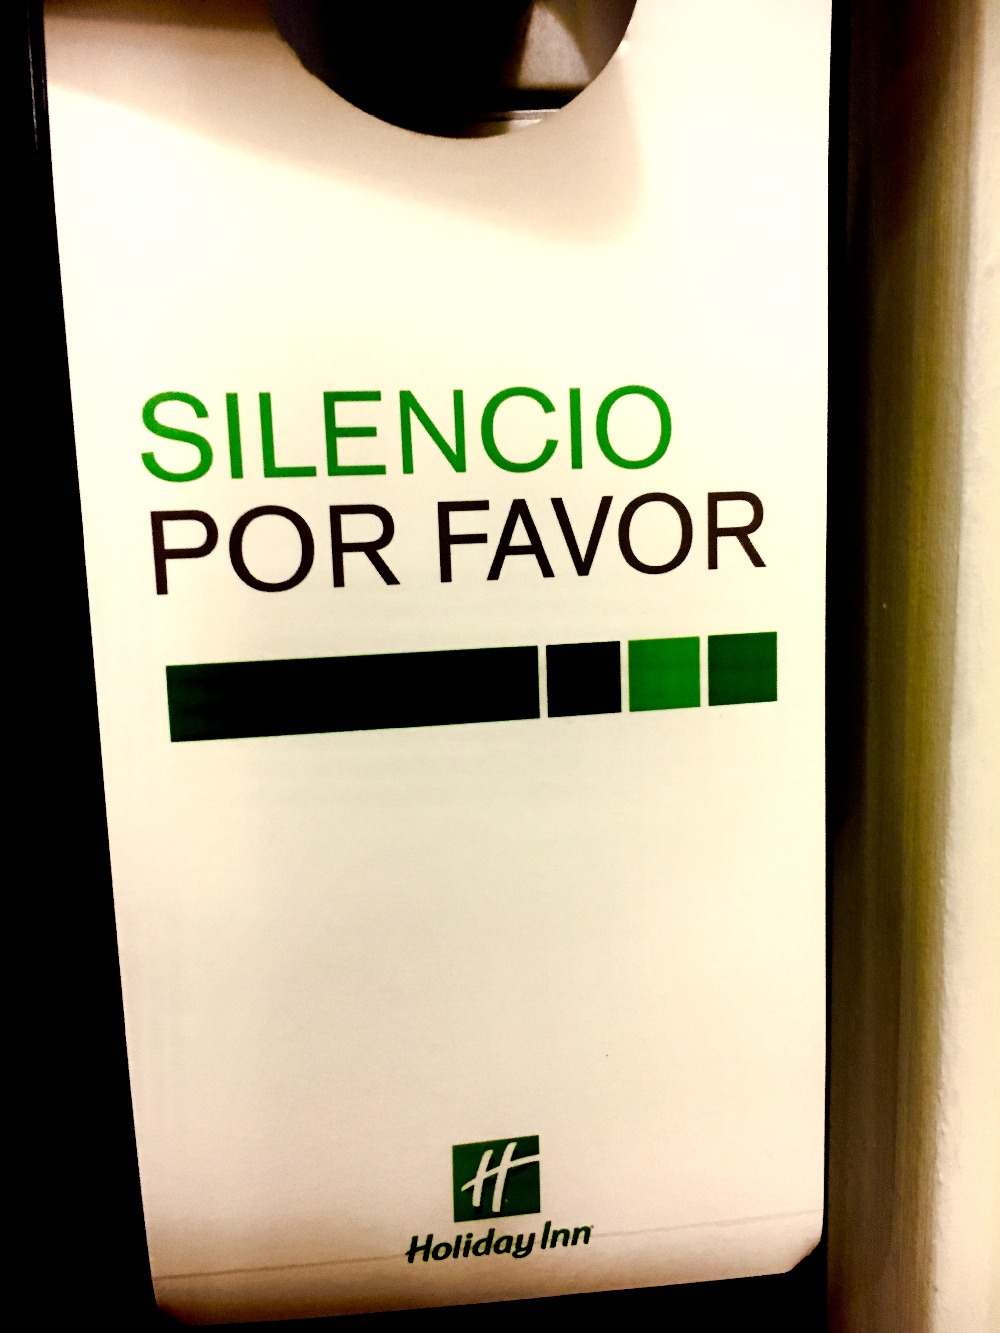 SILENCIO
POR FAVOR
H
Holiday Inn